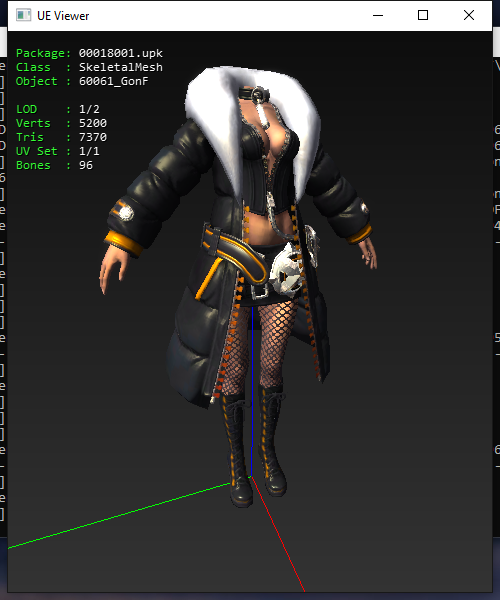 UE Viewer
Package: 00018001.upk
Class : SkeletalMesh
Object : 60061_GonF
LOD : 1/2
Verts : 5200
Tris : 7370
UV Set : 1/1
Bones : 96